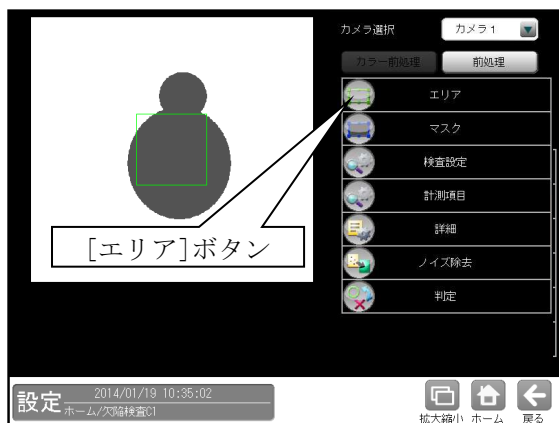 カメラ選択
カメラ1
カラー前処理
前処理
エリア
マスク
検査設定
計測項目
詳細
ノイズ除去
判定
[エリア]ボタン
設定
2014/01/19 10:35:02
ホーム/欠陥検査C1
拡大縮小
ホーム
戻る